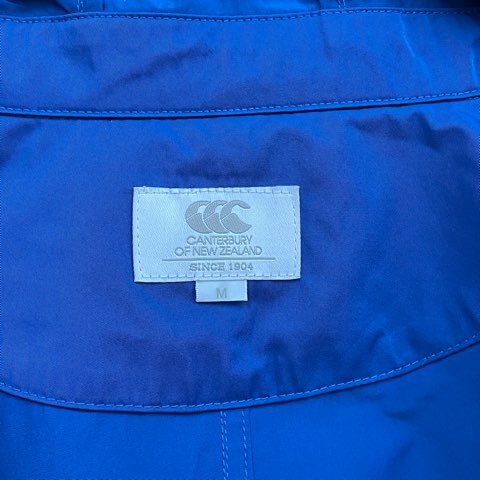 CANTERBURY
OF NEW ZEALAND
SINCE 1904
M